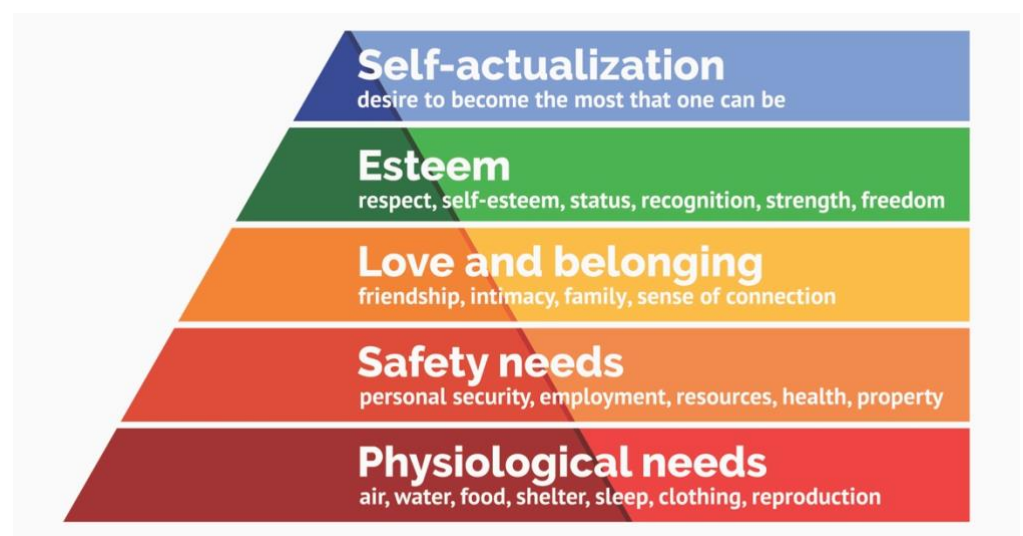 Self-actualization
desire to become the most that one can be
Esteem
respect, self-esteem, status, recognition, strength, freedom
Love and belonging
friendship, intimacy, family, sense of connection
Safety needs
personal security, employment, resources, health, property
Physiological needs
air, water, food, shelter, sleep, clothing, reproduction